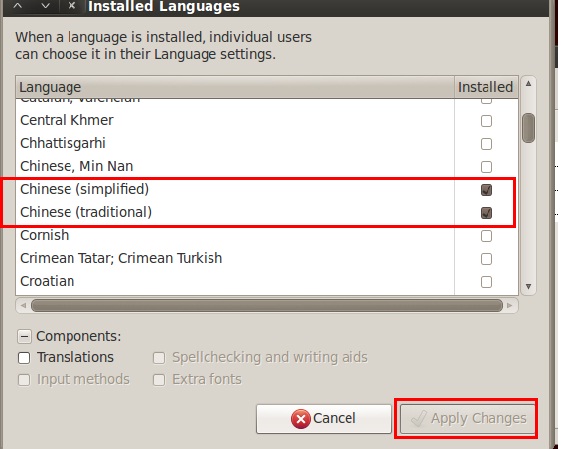 Installed Languages
When a language is installed, individual users
can choose it in their Language settings.
Language Installed
Catalan, Valencian
Central Khmer
Chhattisgarhi
Chinese, Min Nan
Chinese (simplified)
Chinese (traditional)
Cornish
Crimean Tatar; Crimean Turkish
Croatian
Components:
Translations Spellchecking and writing aids
Input methods Extra fonts
Cancel Apply Changes